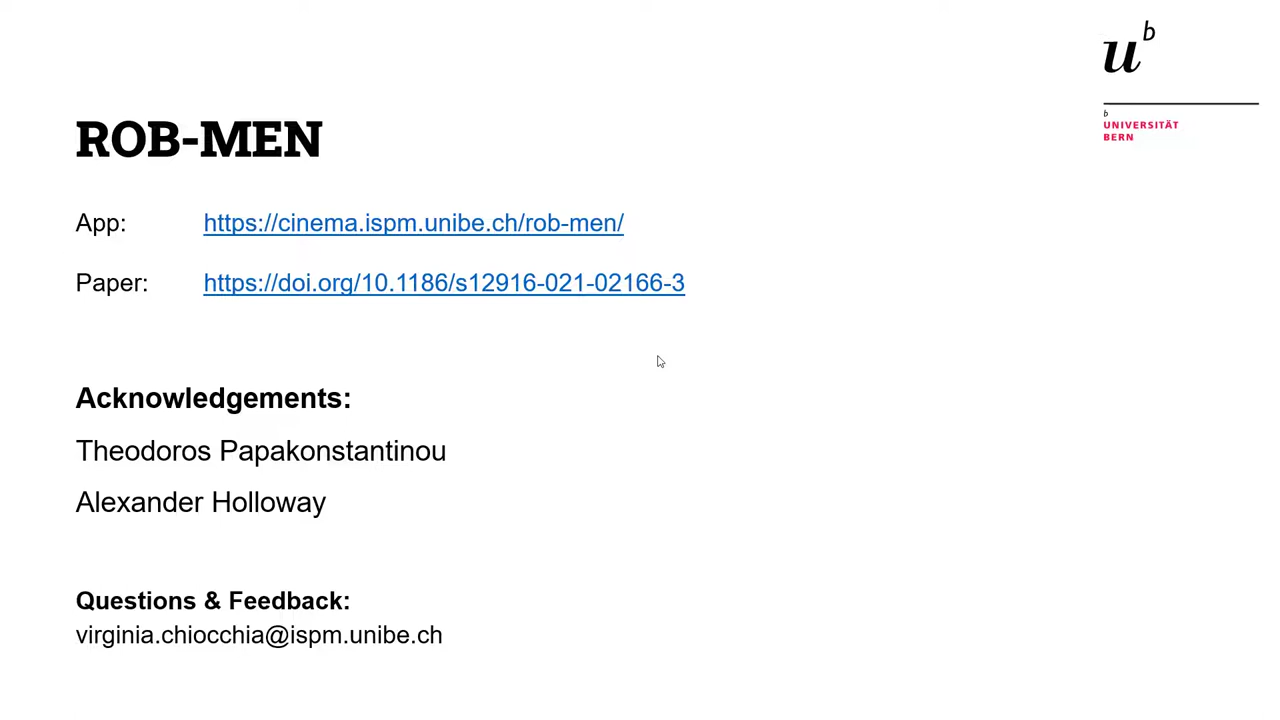 u b
b
UNIVERSITÄT
BERN
ROB-MEN
App: https://cinema.ispm.unibe.ch/rob-men/
Paper: https://doi.org/10.1186/s12916-021-02166-3
Acknowledgements:
Theodoros Papakonstantinou
Alexander Holloway
Questions & Feedback:
virginia.chiocchia@ispm.unibe.ch